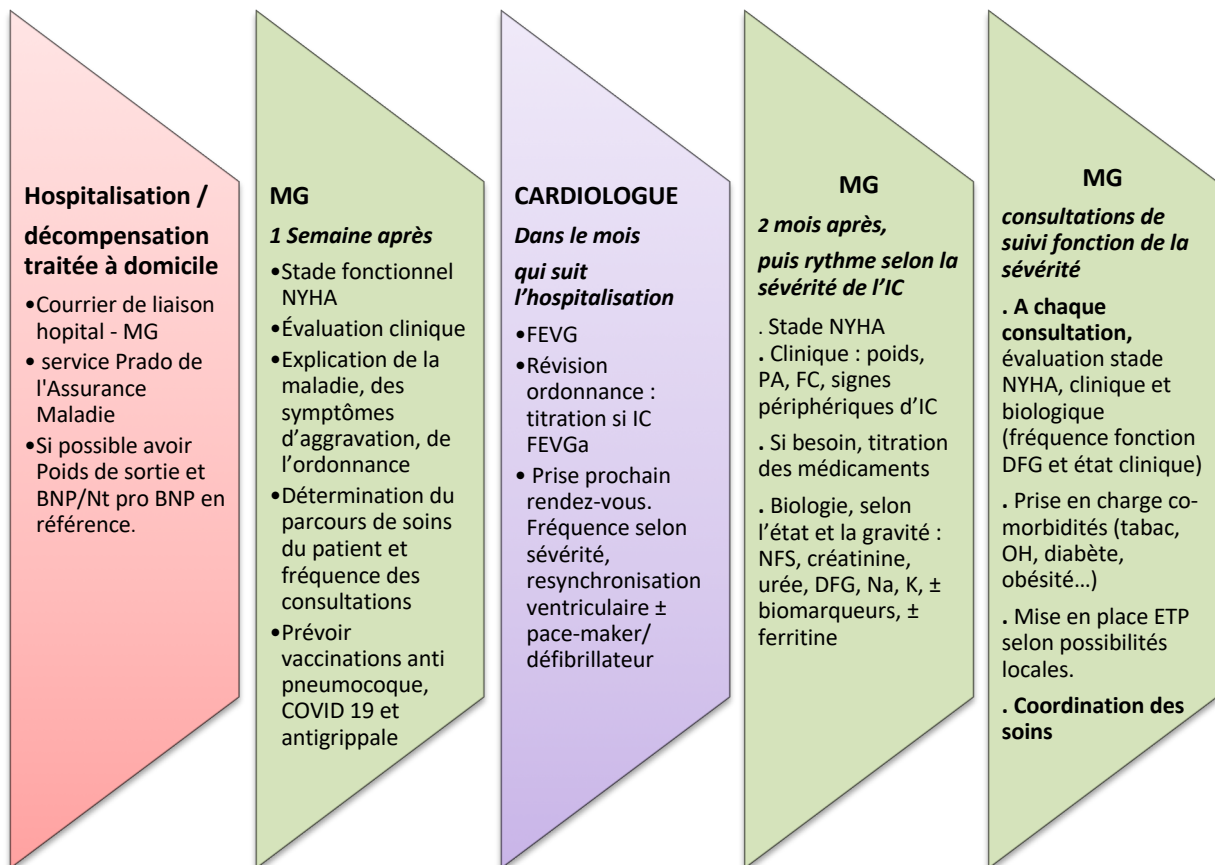 Hospitalisation /
décompensation
traitée à domicile
•Courrier de liaison
hopital - MG
• service Prado de
l'Assurance
Maladie
•Si possible avoir
Poids de sortie et
BNP/Nt pro BNP en
référence.
MG
1 Semaine après
•Stade fonctionnel
NYHA
•Évaluation clinique
•Explication de la
maladie, des
symptômes
d’aggravation, de
l’ordonnance
•Détermination du
parcours de soins
du patient et
fréquence des
consultations
•Prévoir
vaccinations anti
pneumocoque,
COVID 19 et
antigrippale
CARDIOLOGUE
Dans le mois
qui suit
l’hospitalisation
•FEVG
•Révision
ordonnance :
titration si IC
FEVGa
• Prise prochain
rendez-vous.
Fréquence selon
sévérité,
resynchronisation
ventriculaire ±
pace-maker/
défibrillateur
MG
2 mois après,
puis rythme selon la
sévérité de l’IC
. Stade NYHA
. Clinique : poids,
PA, FC, signes
périphériques d’IC
. Si besoin, titration
des médicaments
. Biologie, selon
l’état et la gravité :
NFS, créatinine,
urée, DFG, Na, K, ±
biomarqueurs, ±
ferritine
MG
consultations de
suivi fonction de la
sévérité
. A chaque
consultation,
évaluation stade
NYHA, clinique et
biologique
(fréquence fonction
DFG et état clinique)
. Prise en charge co-
morbidités (tabac,
OH, diabète,
obésité…)
. Mise en place ETP
selon possibilités
locales.
. Coordination des
soins